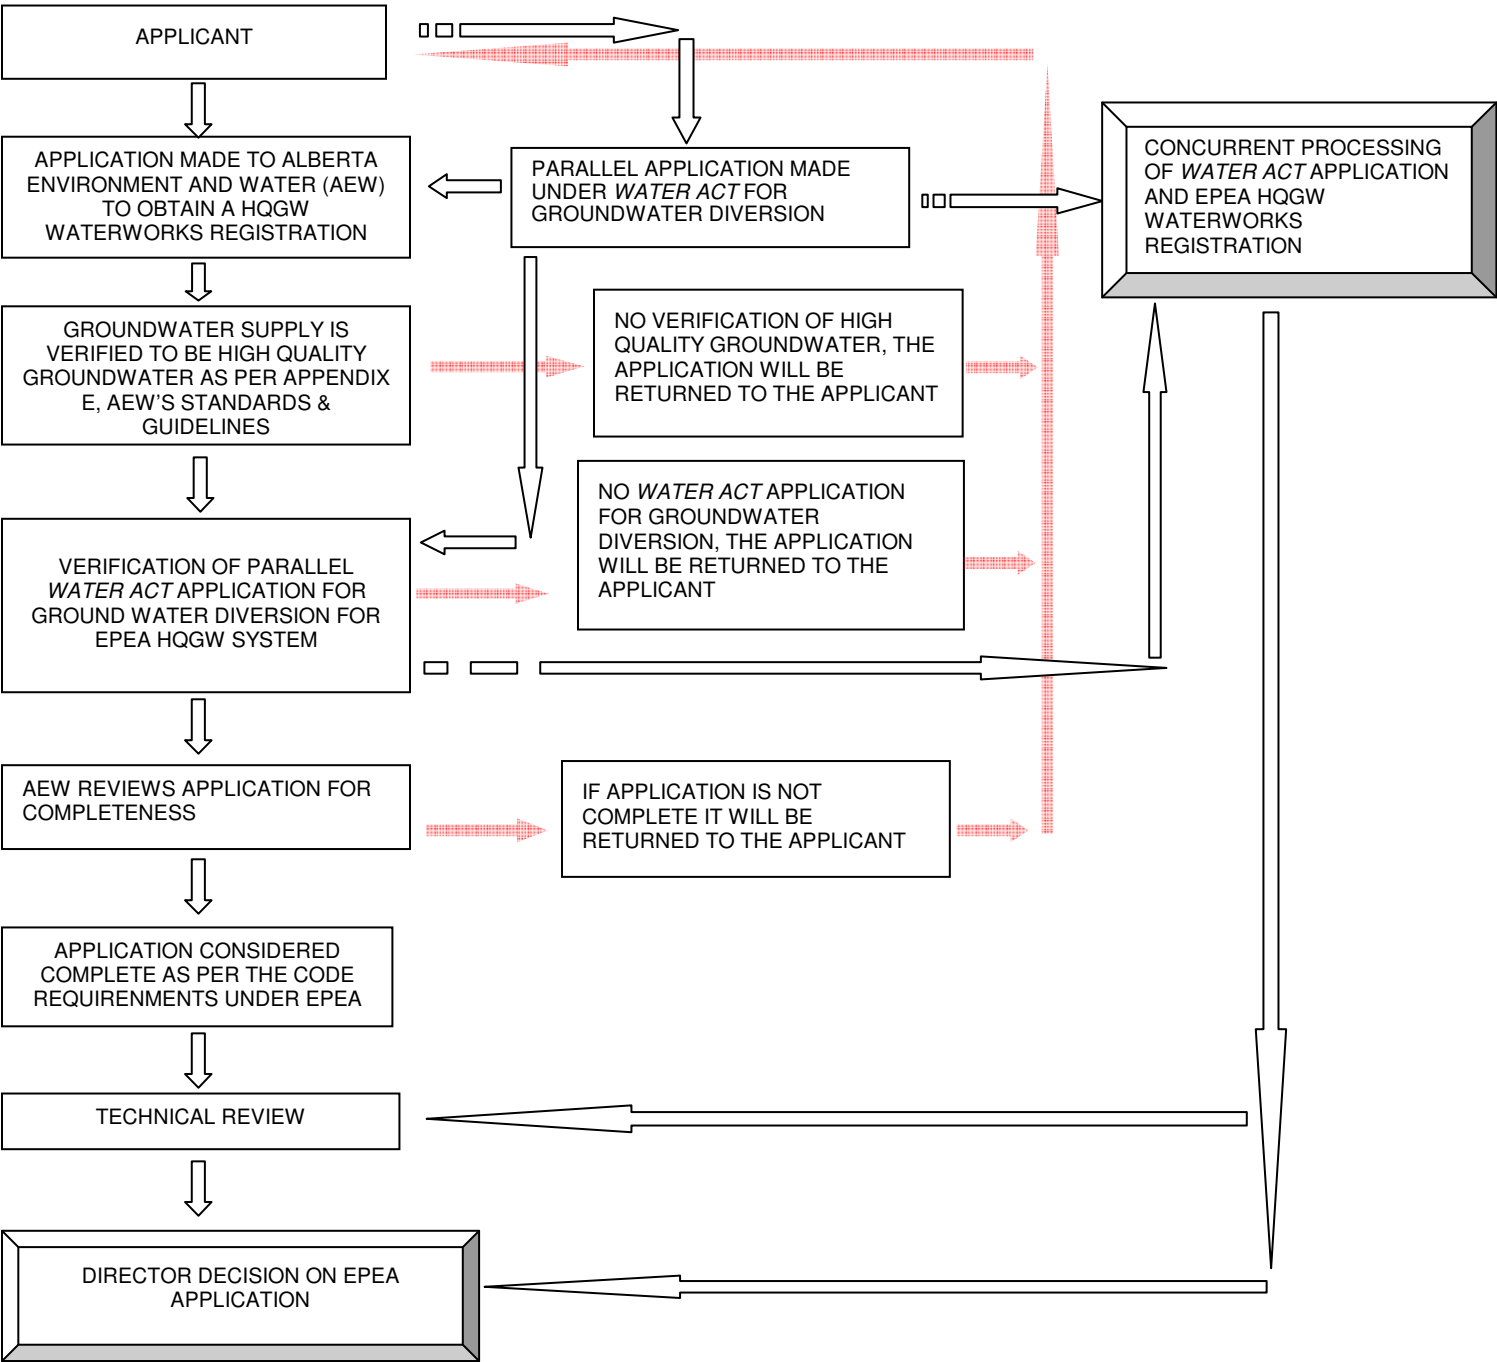 APPLICANT
APPLICATION MADE TO ALBERTA
ENVIRONMENT AND WATER (AEW)
TO OBTAIN A HQGW
WATERWORKS REGISTRATION
PARALLEL APPLICATION MADE
UNDER WATER ACT FOR
GROUNDWATER DIVERSION
CONCURRENT PROCESSING
OF WATER ACT APPLICATION
AND EPEA HQGW
WATERWORKS
REGISTRATION
GROUNDWATER SUPPLY IS
VERIFIED TO BE HIGH QUALITY
GROUNDWATER AS PER APPENDIX
E, AEW'S STANDARDS &
GUIDELINES
NO VERIFICATION OF HIGH
QUALITY GROUNDWATER, THE
APPLICATION WILL BE
RETURNED TO THE APPLICANT
NO WATER ACT APPLICATION
FOR GROUNDWATER
DIVERSION, THE APPLICATION
WILL BE RETURNED TO THE
APPLICANT
VERIFICATION OF PARALLEL
WATER ACT APPLICATION FOR
GROUND WATER DIVERSION FOR
EPEA HQGW SYSTEM
AEW REVIEWS APPLICATION FOR
COMPLETENESS
IF APPLICATION IS NOT
COMPLETE IT WILL BE
RETURNED TO THE APPLICANT
APPLICATION CONSIDERED
COMPLETE AS PER THE CODE
REQUIRENMENTS UNDER EPEA
TECHNICAL REVIEW
DIRECTOR DECISION ON EPEA
APPLICATION